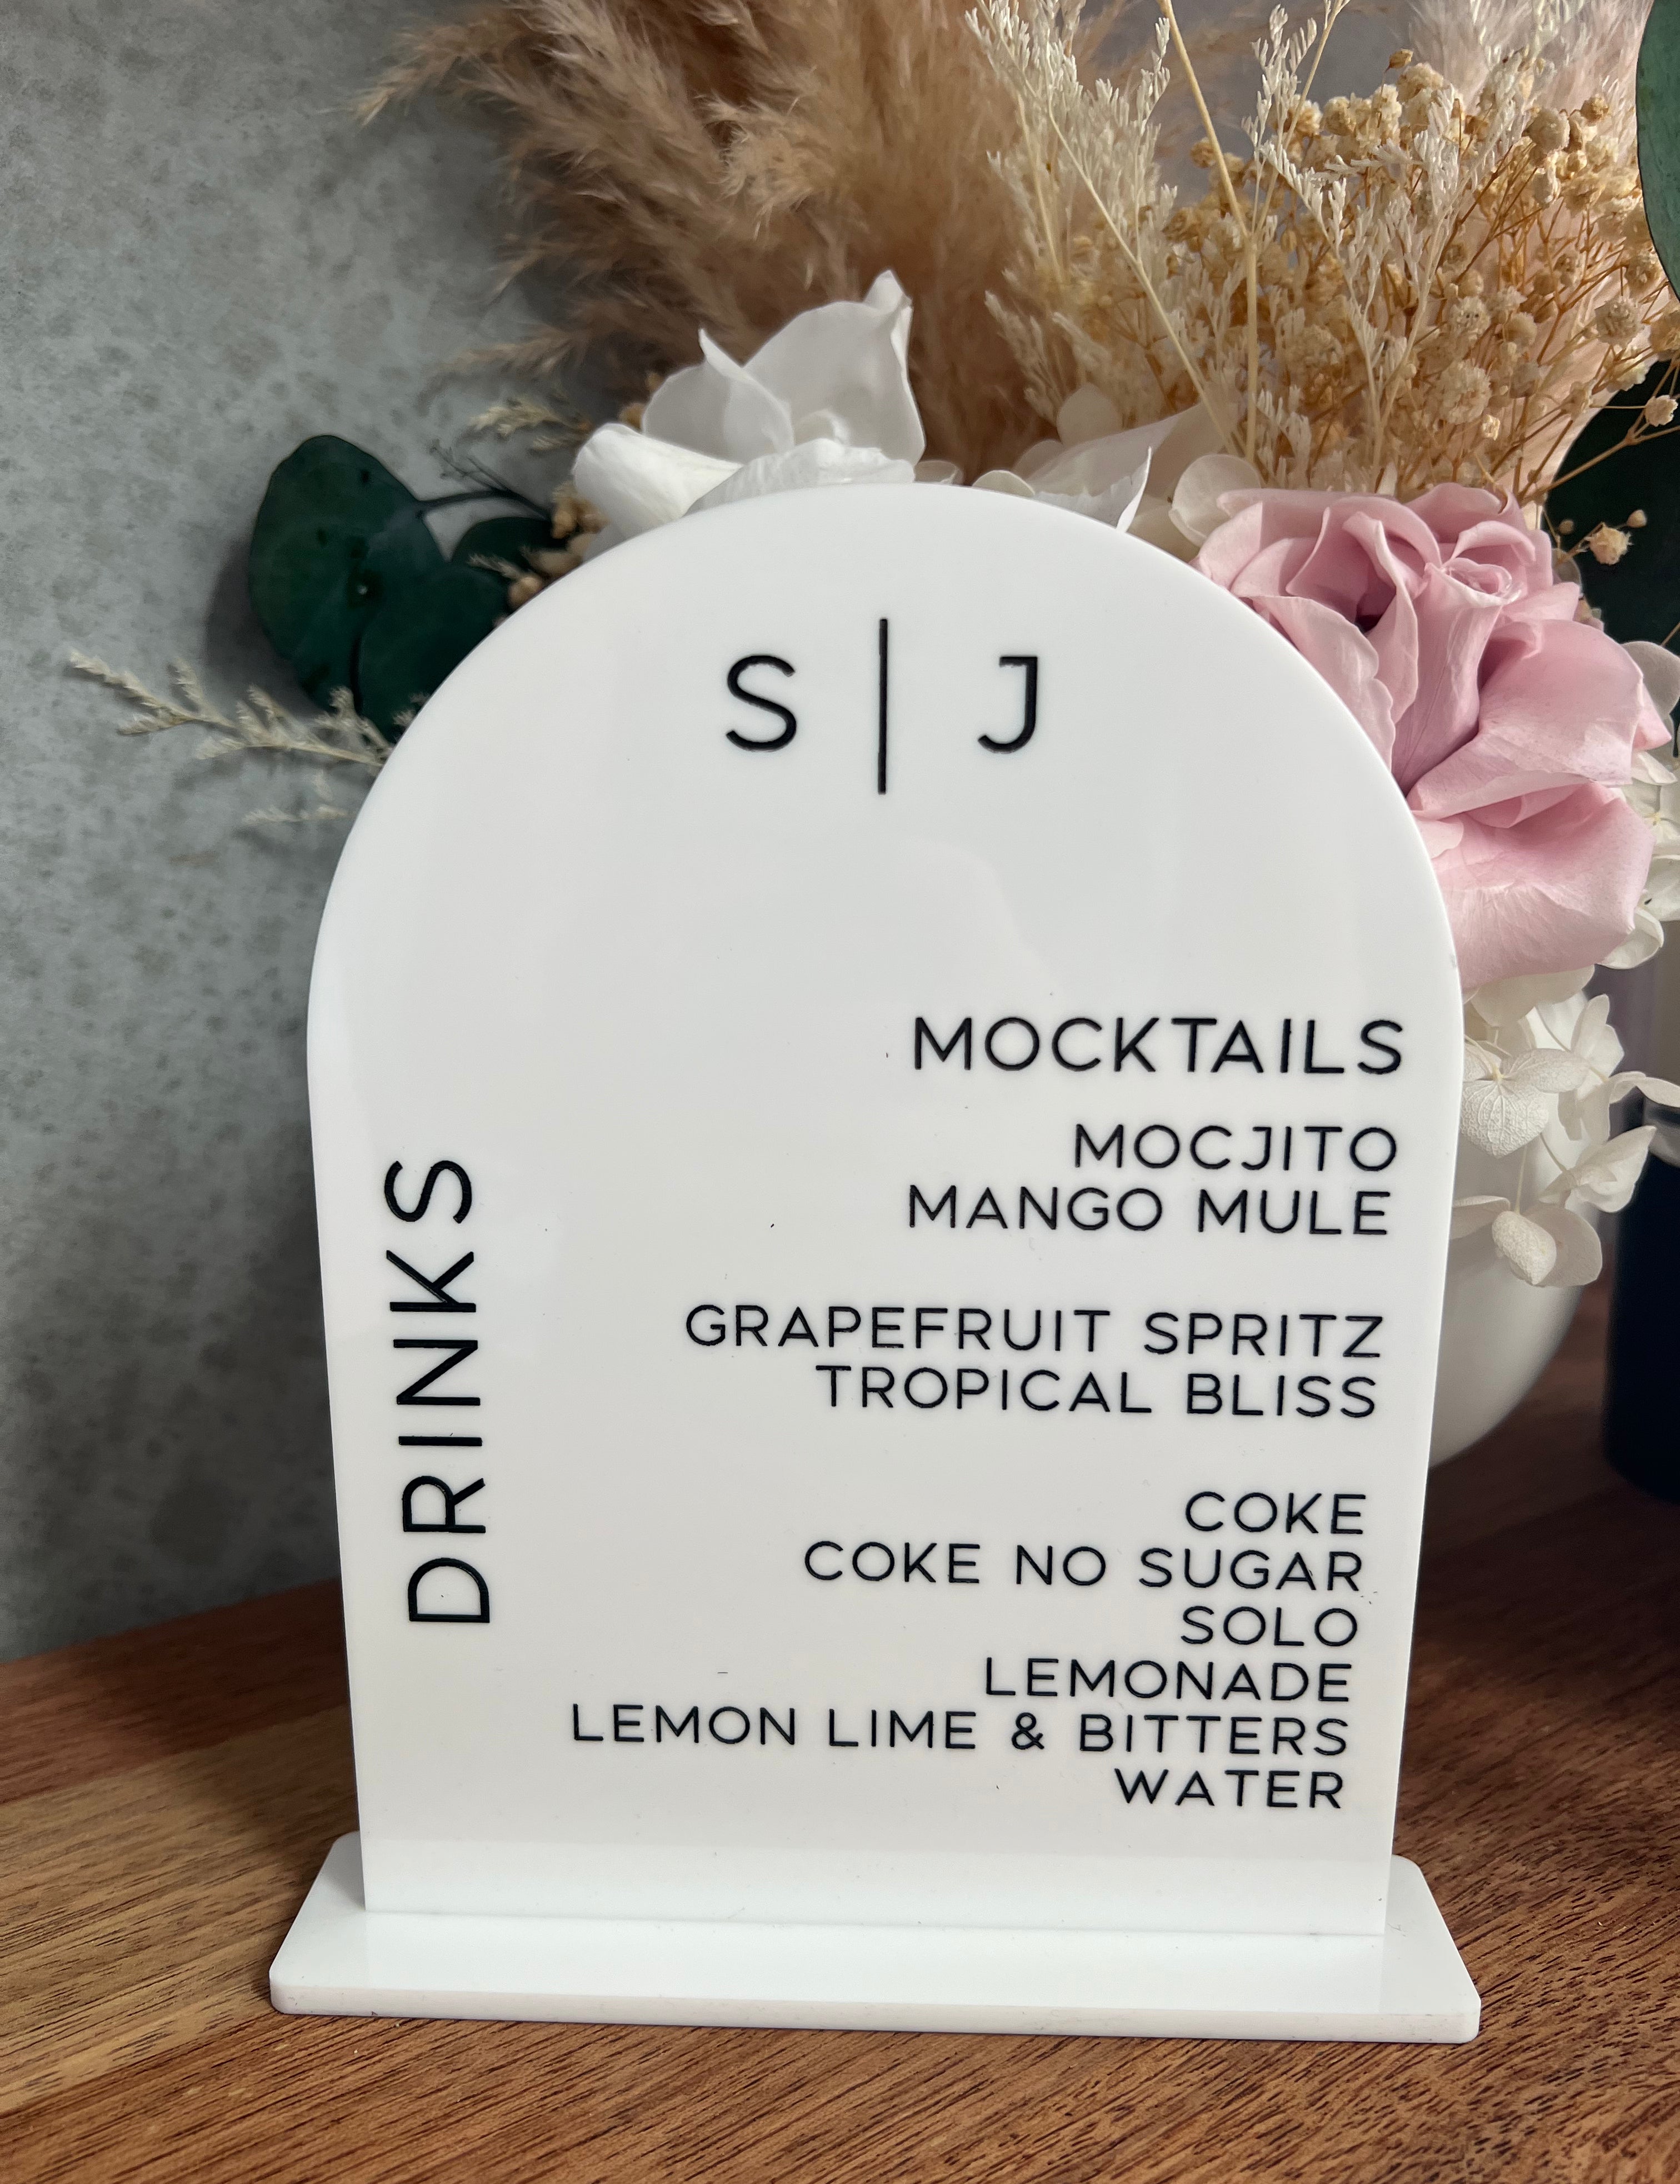 S | J
DRINKS
MOCKTAILS
MOCJITO
MANGO MULE
GRAPEFRUIT SPRITZ
TROPICAL BLISS
COKE
COKE NO SUGAR
SOLO
LEMONADE
LEMON LIME & BITTERS
WATER